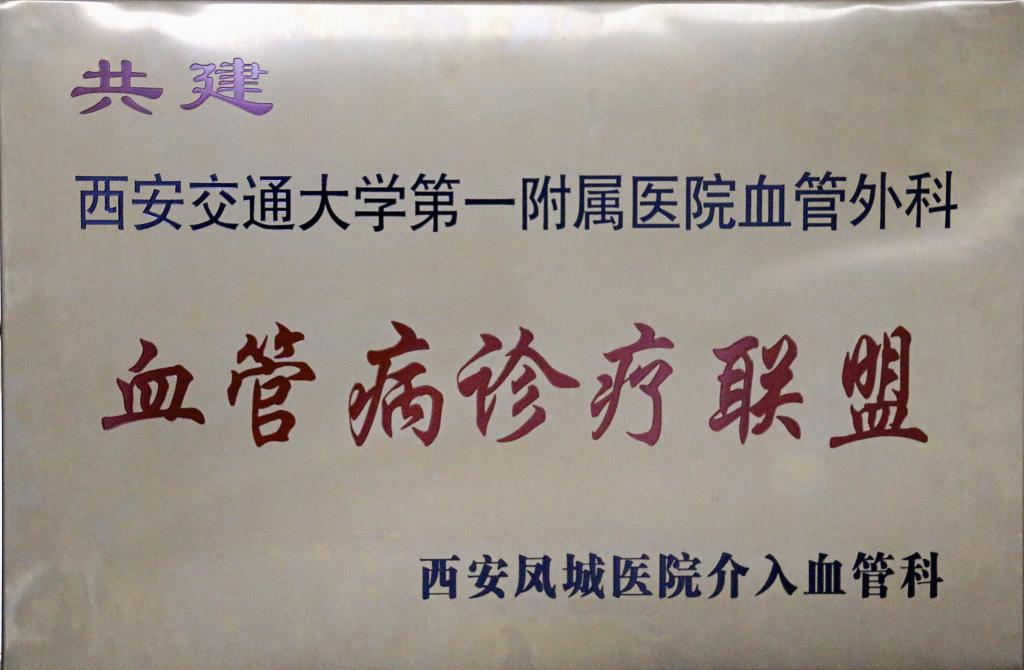 共建
西安交通大学第一附属医院血管外科
血管病诊疗联盟
西安凤城医院介入血管科